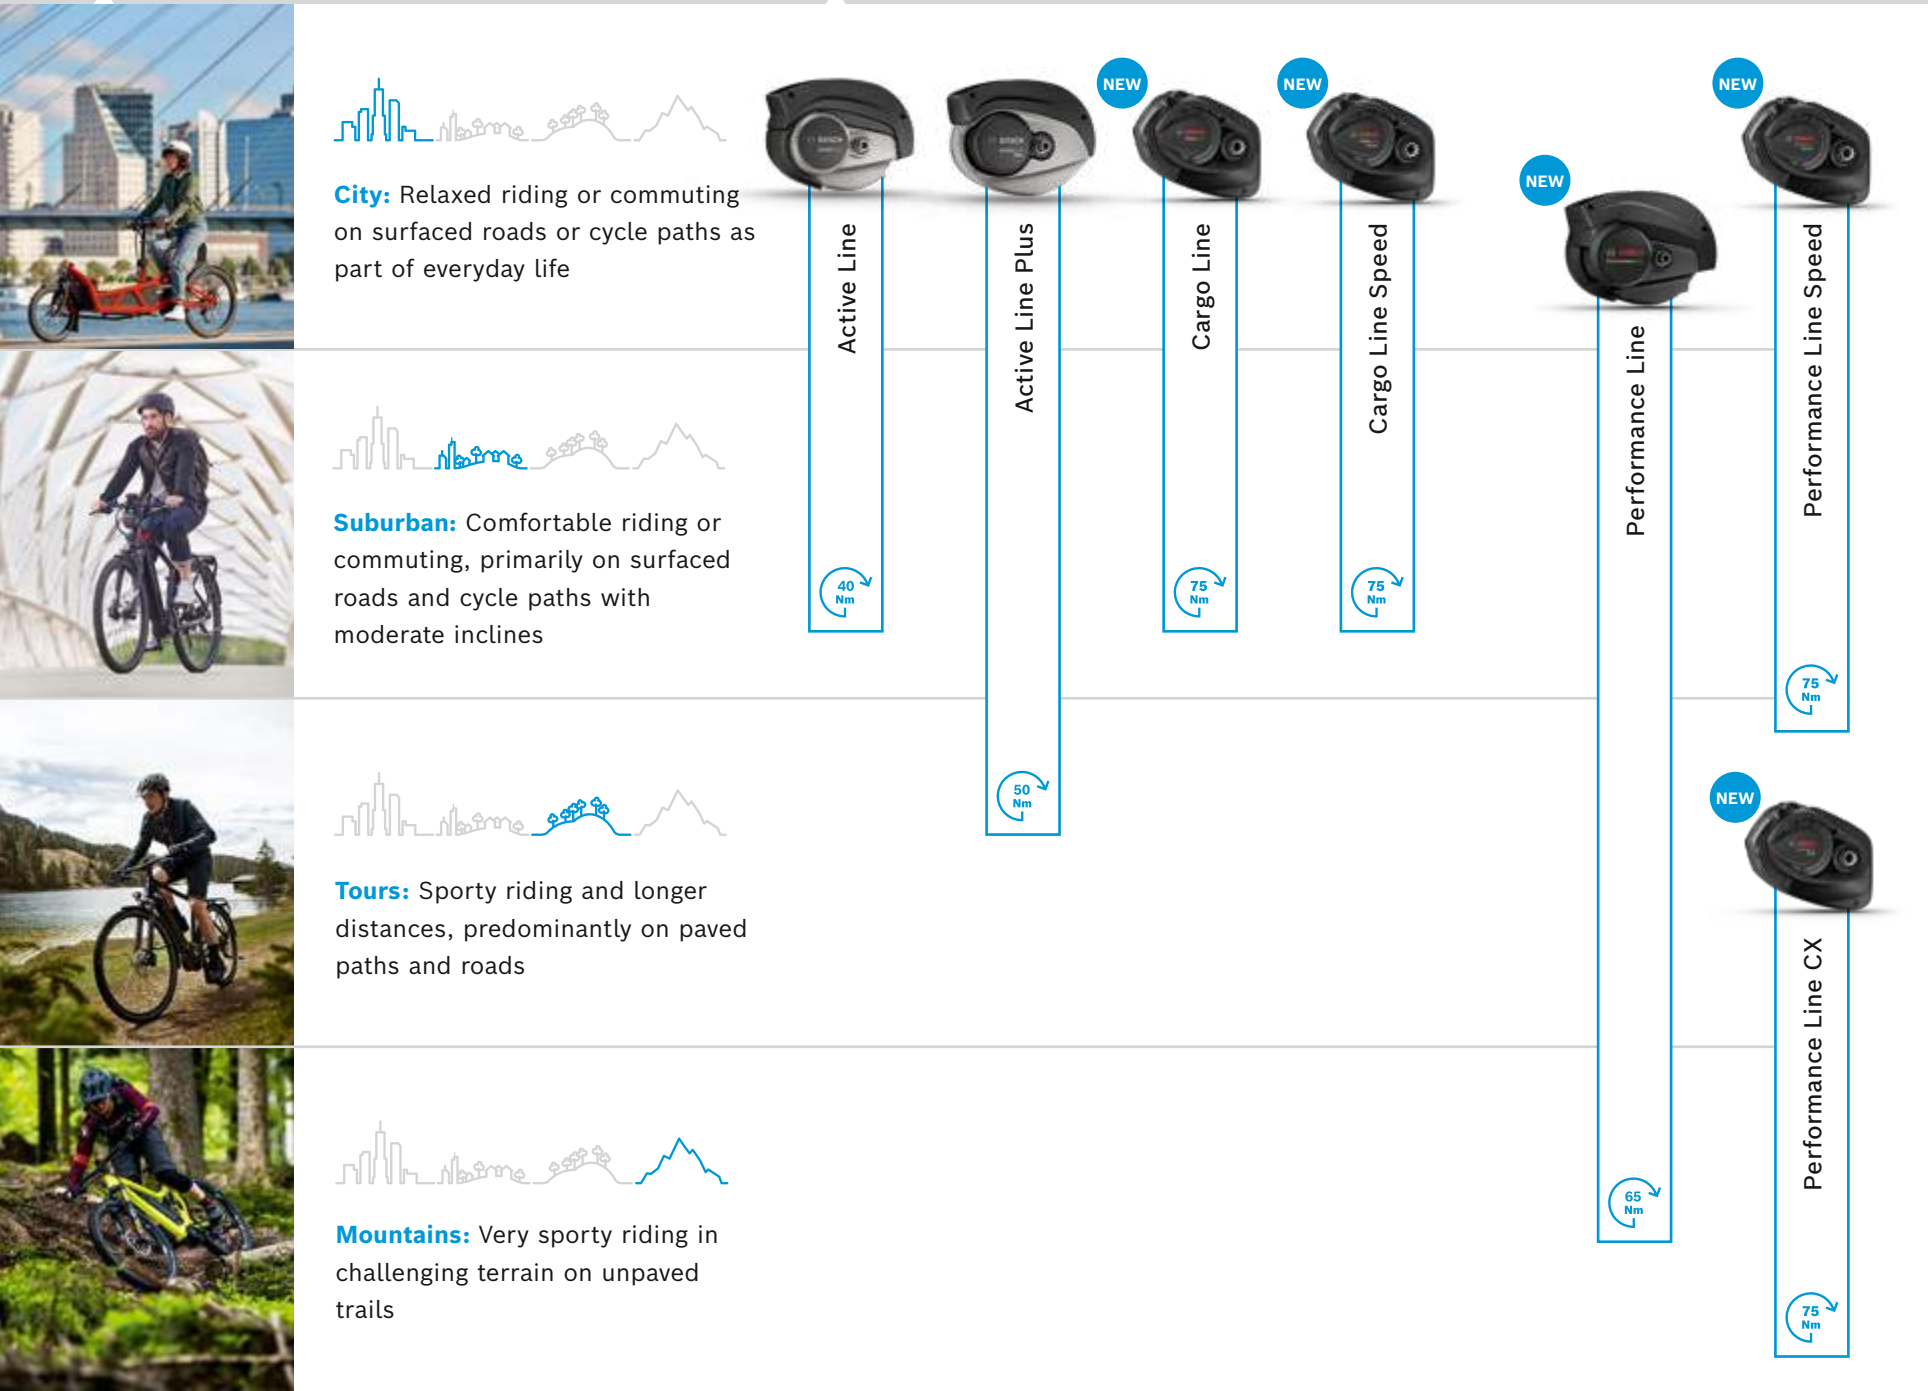 City: Relaxed riding or commuting
on surfaced roads or cycle paths as
part of everyday life
Suburban: Comfortable riding or
commuting, primarily on surfaced
roads and cycle paths with
moderate inclines
Tours: Sporty riding and longer
distances, predominantly on paved
paths and roads
Mountains: Very sporty riding in
challenging terrain on unpaved
trails
Active Line
40
Nm
BOSCH
Active Line Plus
50
Nm
NEW
Cargo Line
75
Nm
NEW
Cargo Line Speed
75
Nm
NEW
Performance Line
65
Nm
NEW
Performance Line Speed
75
Nm
NEW
Performance Line CX
75
Nm